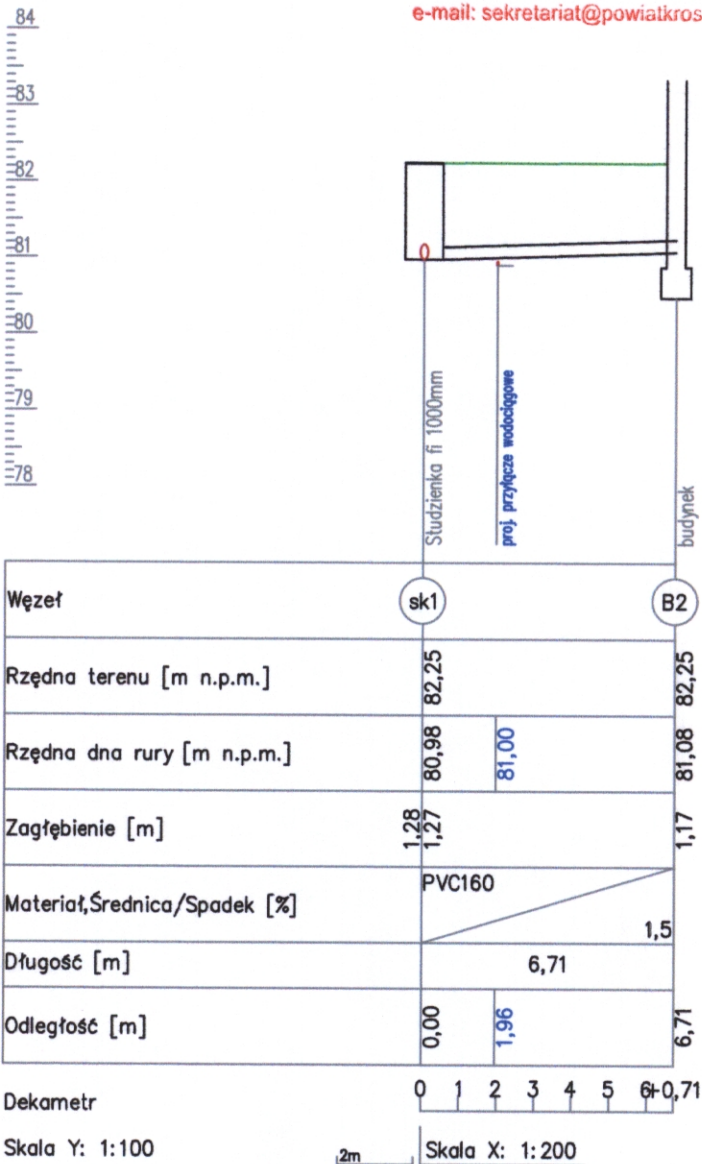 e-mail: sekretariat@powiatkros
84
83
82
81
80
79
78
Studzienka fi 1000mm
proj. przyłącze wodociągowe
budynek
Węzeł sk1 B2
Rzędna terenu [m n.p.m.] 82,25 82,25
Rzędna dna rury [m n.p.m.] 80,98 81,00 81,08
Zagłębienie [m] 1,28 1,27 1,17
Materiał,Średnica/Spadek [%] PVC160 1,5
Długość [m] 6,71
Odległość [m] 0,00 1,96 6,71
Dekametr 0 1 2 3 4 5 6+0,71
Skala Y: 1:100 2m Skala X: 1:200